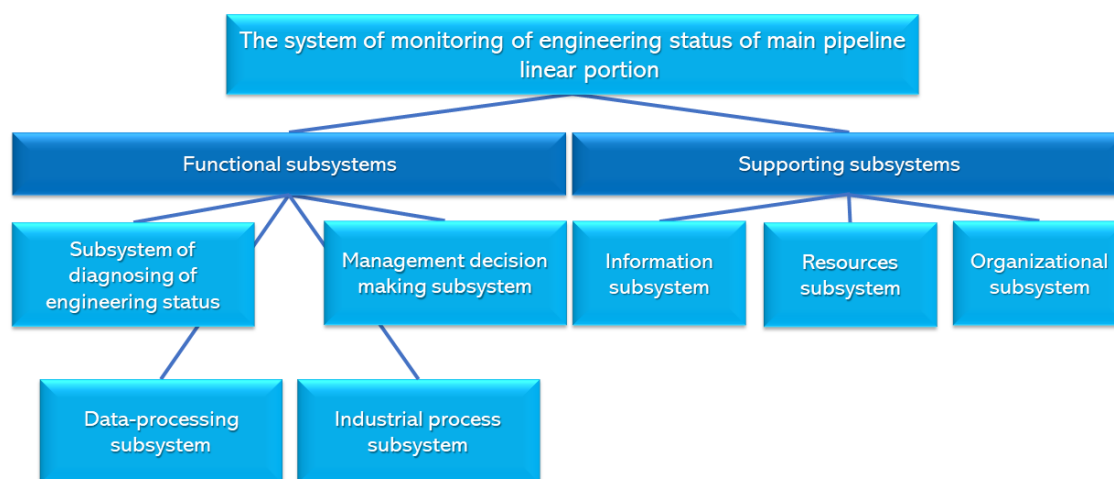 The system of monitoring of engineering status of main pipeline
linear portion
Functional subsystems
Supporting subsystems
Subsystem of
diagnosing of
engineering status
Management decision
making subsystem
Information
subsystem
Resources
subsystem
Organizational
subsystem
Data-processing
subsystem
Industrial process
subsystem